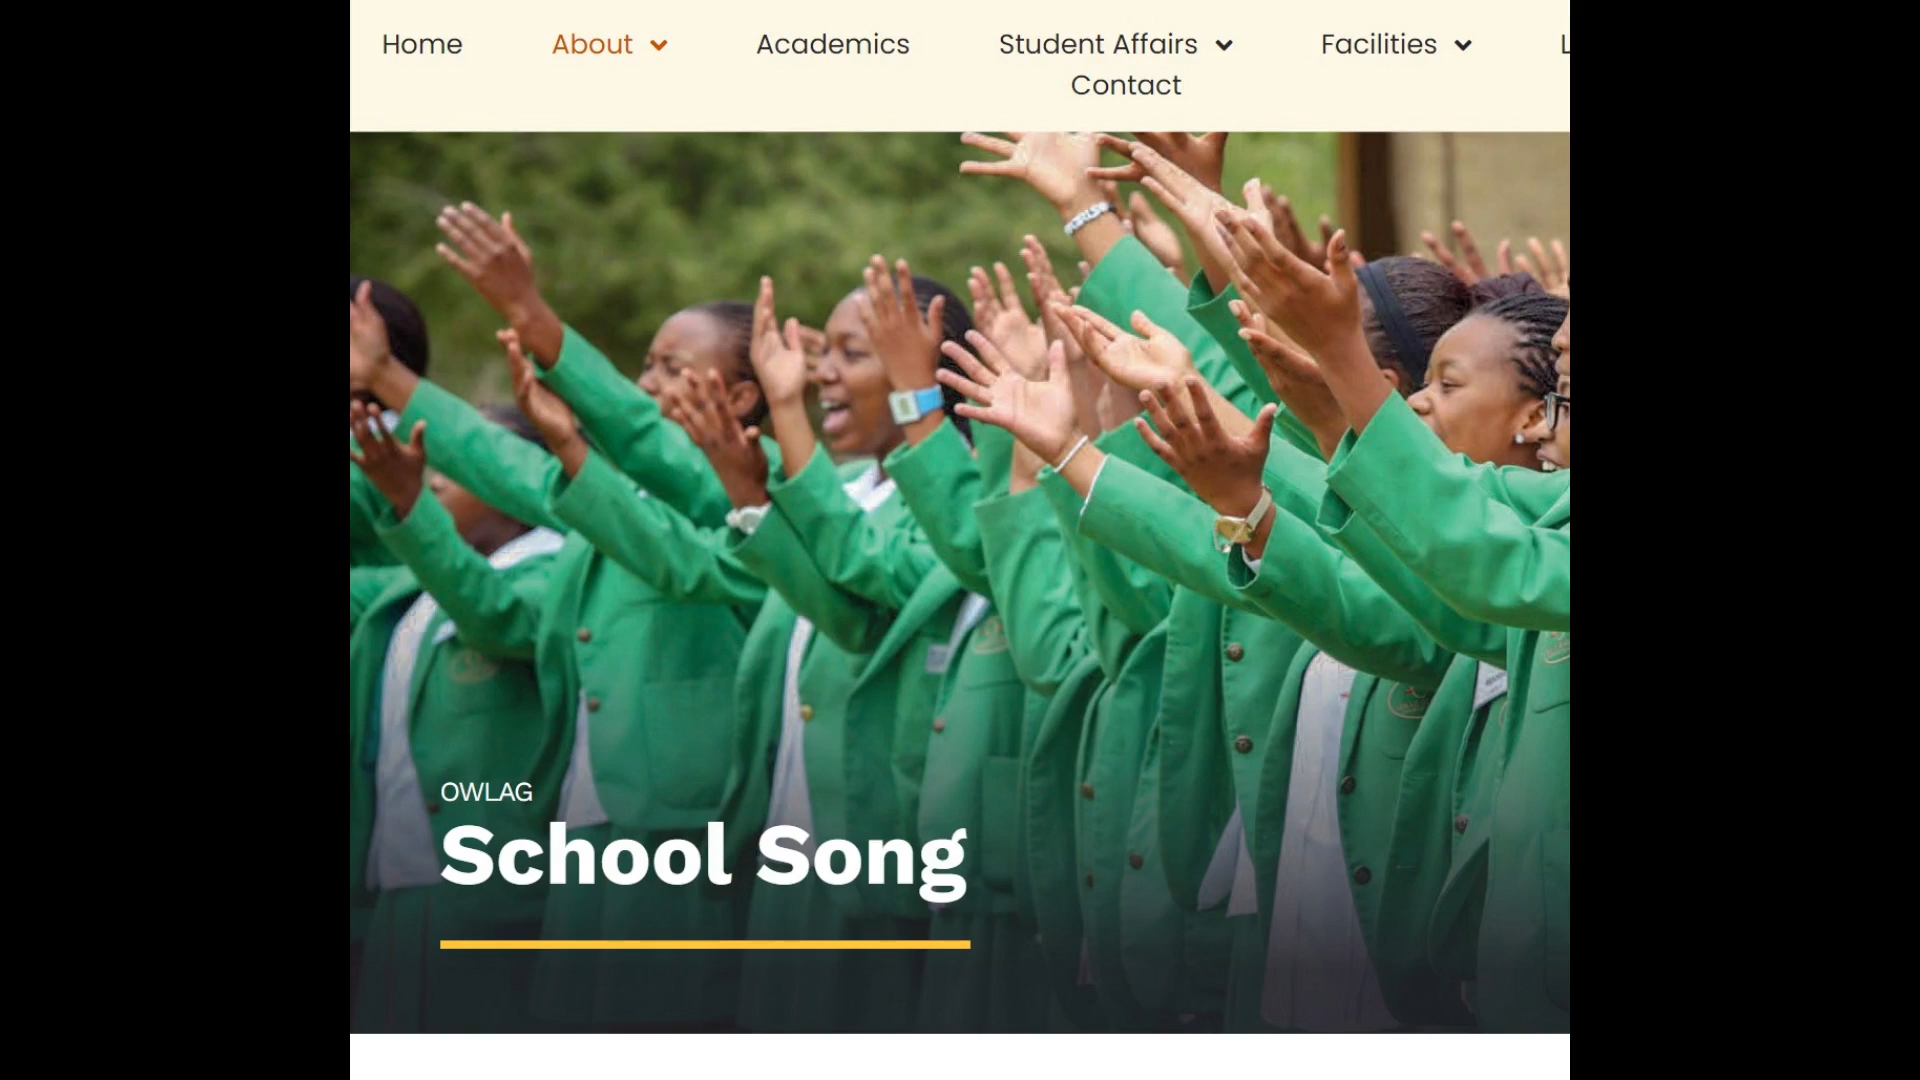 Home About Academics Student Affairs Facilities L
Contact
OWLAG
School Song